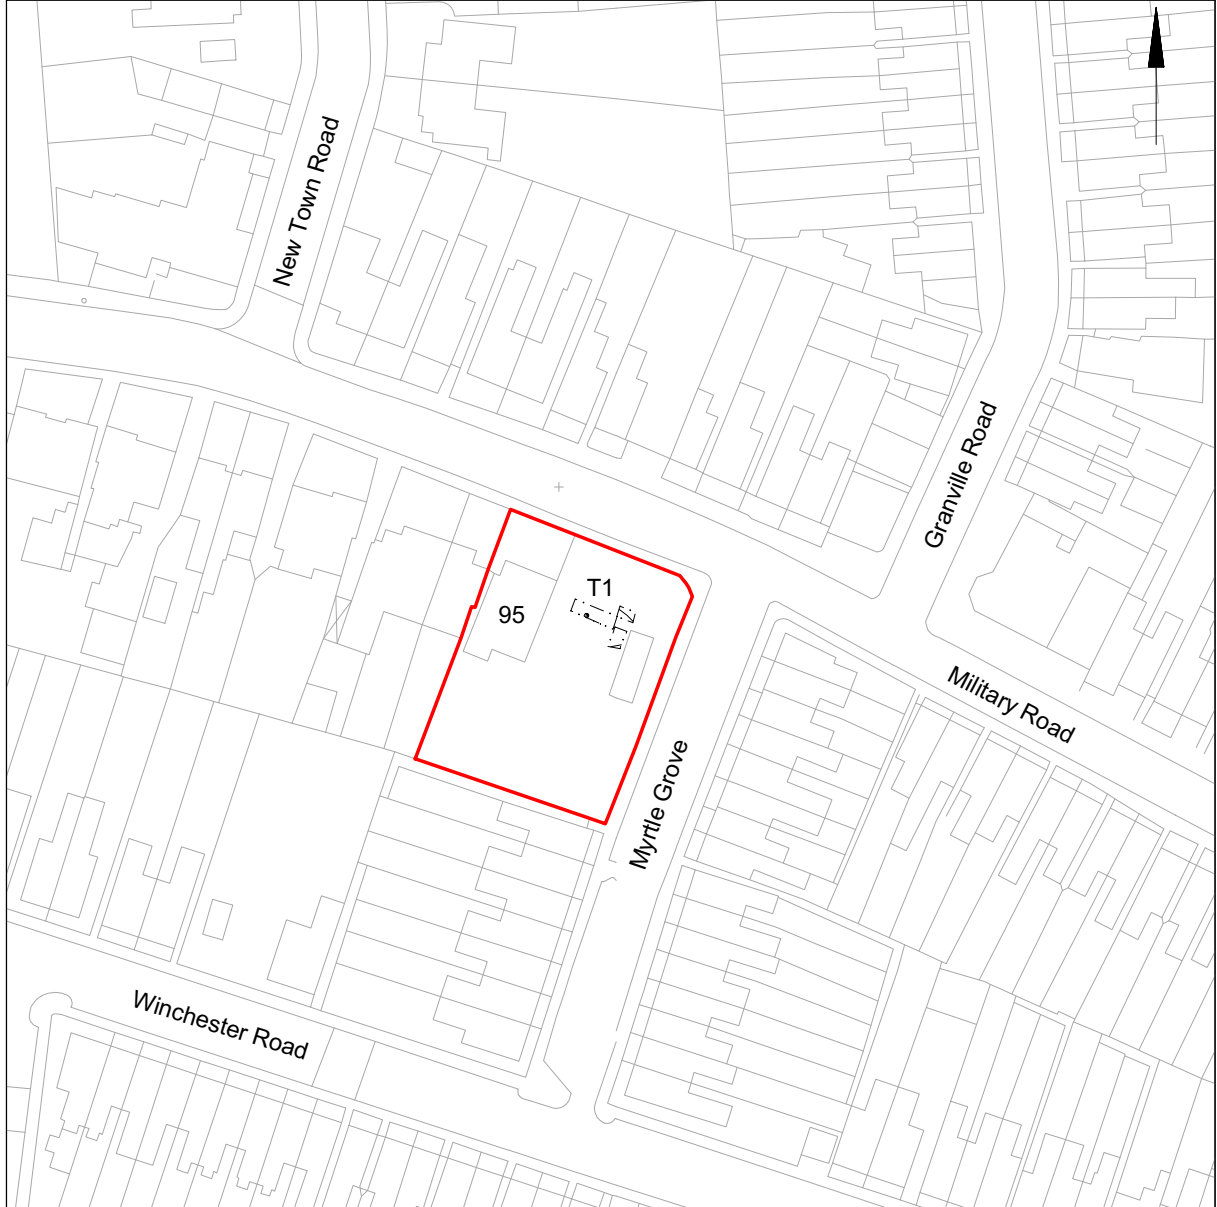 New Town Road
Granville Road
T1
95
Military Road
Myrtle Grove
Winchester Road